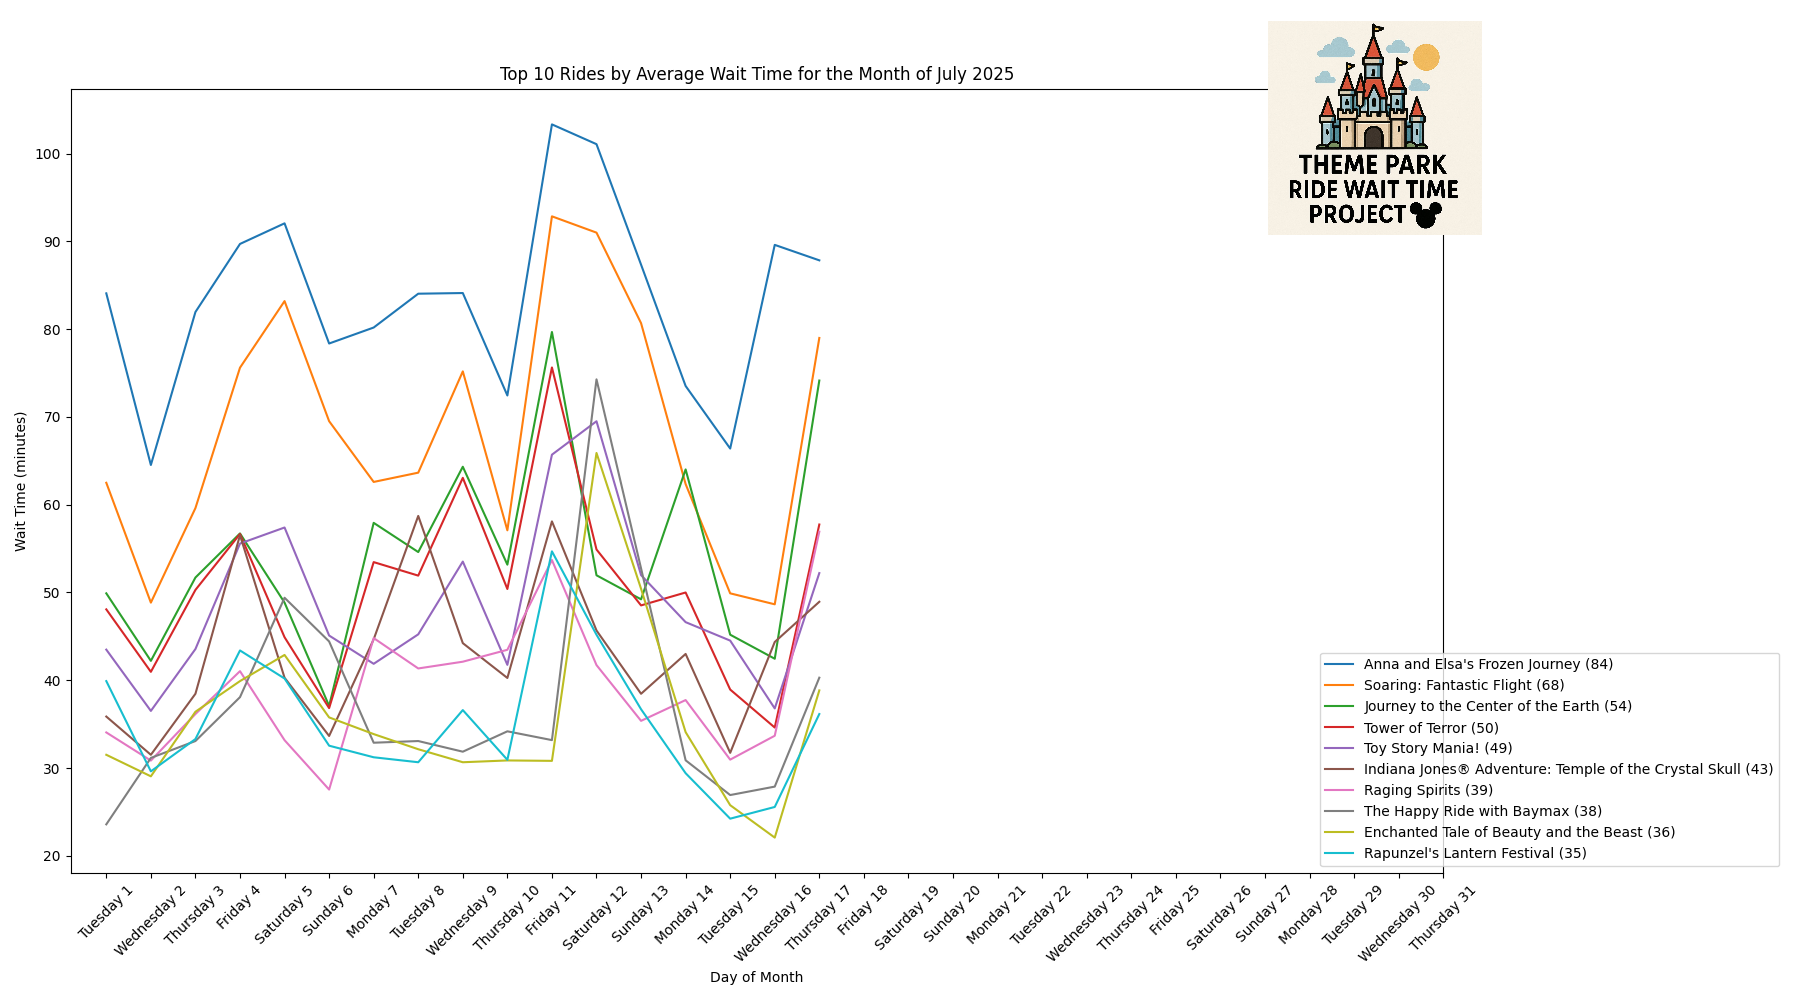 Top 10 Rides by Average Wait Time for the Month of July 2025
THEME PARK
RIDE WAIT TIME
PROJECT
Wait Time (minutes)
100
90
80
70
60
50
40
30
20
Anna and Elsa's Frozen Journey (84)
Soaring: Fantastic Flight (68)
Journey to the Center of the Earth (54)
Tower of Terror (50)
Toy Story Mania! (49)
Indiana Jones® Adventure: Temple of the Crystal Skull (43)
Raging Spirits (39)
The Happy Ride with Baymax (38)
Enchanted Tale of Beauty and the Beast (36)
Rapunzel's Lantern Festival (35)
Tuesday 1
Wednesday 2
Thursday 3
Friday 4
Saturday 5
Sunday 6
Monday 7
Tuesday 8
Wednesday 9
Thursday 10
Friday 11
Saturday 12
Sunday 13
Monday 14
Tuesday 15
Wednesday 16
Thursday 17
Friday 18
Saturday 19
Sunday 20
Monday 21
Tuesday 22
Wednesday 23
Thursday 24
Friday 25
Saturday 26
Sunday 27
Monday 28
Tuesday 29
Wednesday 30
Thursday 31
Day of Month